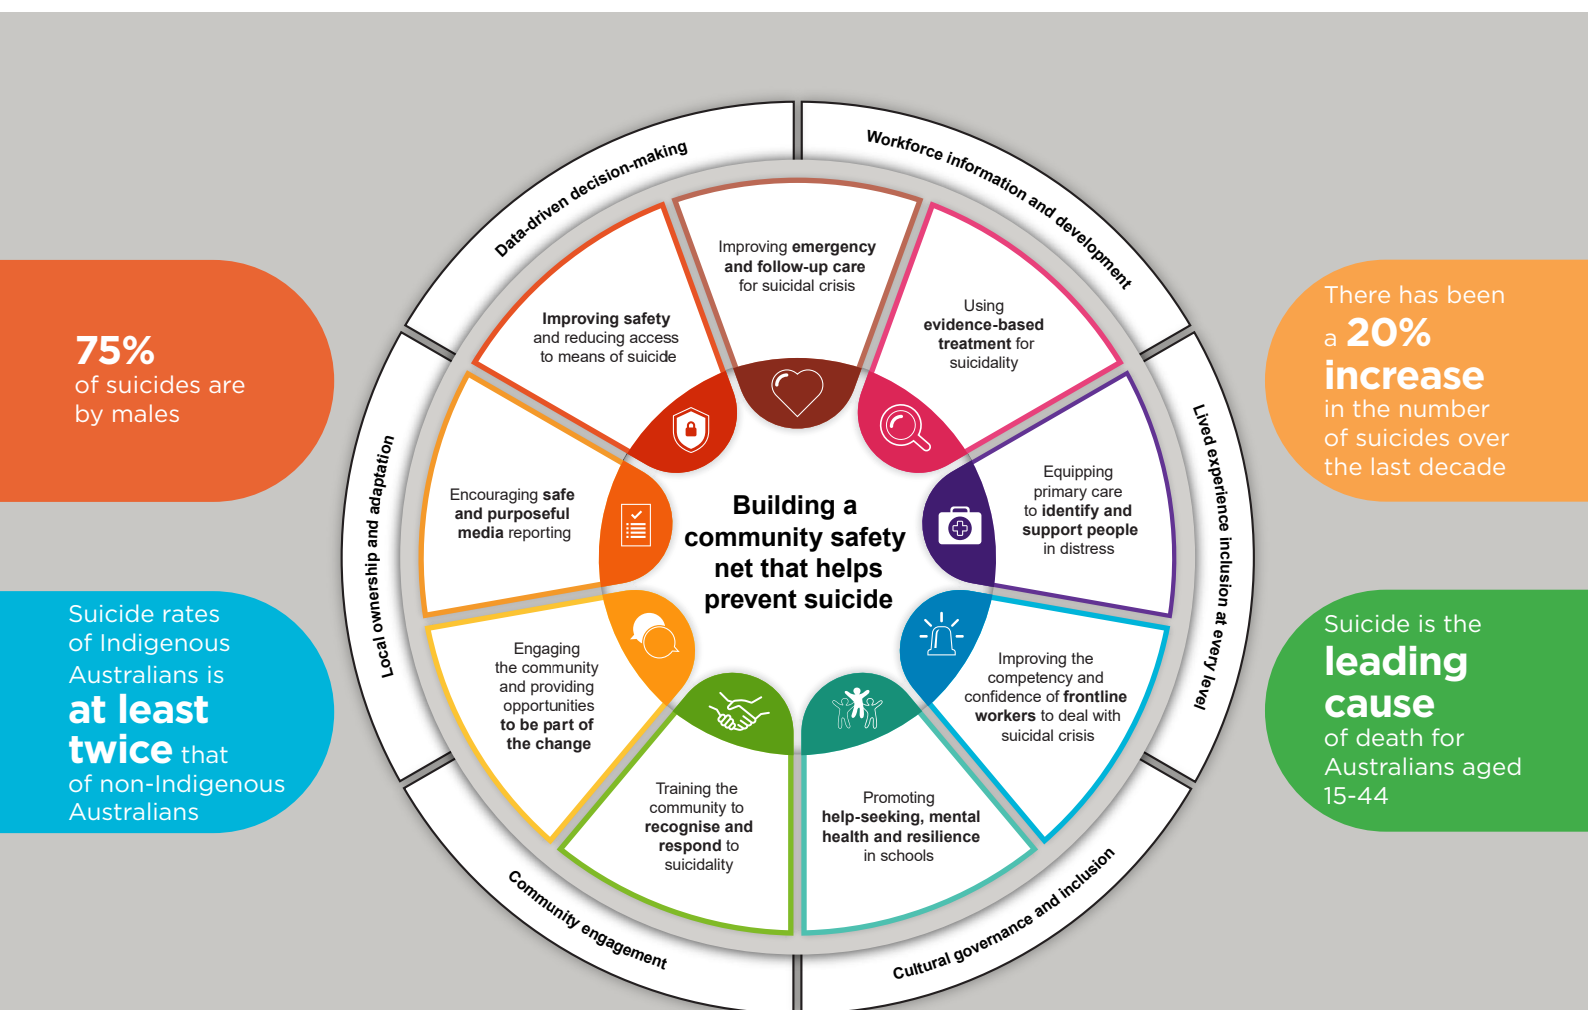 Data-driven decision-making
Workforce information and development
Lived experience inclusion at every level
Cultural governance and inclusion
Community engagement
Local ownership and adaptation
Improving emergency
and follow-up care
for suicidal crisis
Using
evidence-based
treatment for
suicidality
Equipping
primary care
to identify and
support people
in distress
Improving the
competency and
confidence of frontline
workers to deal with
suicidal crisis
Promoting
help-seeking, mental
health and resilience
in schools
Training the
community to
recognise and
respond to
suicidality
Engaging
the community
and providing
opportunities
to be part of
the change
Encouraging safe
and purposeful
media reporting
Improving safety
and reducing access
to means of suicide
Building a
community safety
net that helps
prevent suicide
75%
of suicides are
by males
Suicide rates
of Indigenous
Australians is
at least
twice that
of non-Indigenous
Australians
There has been
a 20%
increase
in the number
of suicides over
the last decade
Suicide is the
leading
cause
of death for
Australians aged
15-44